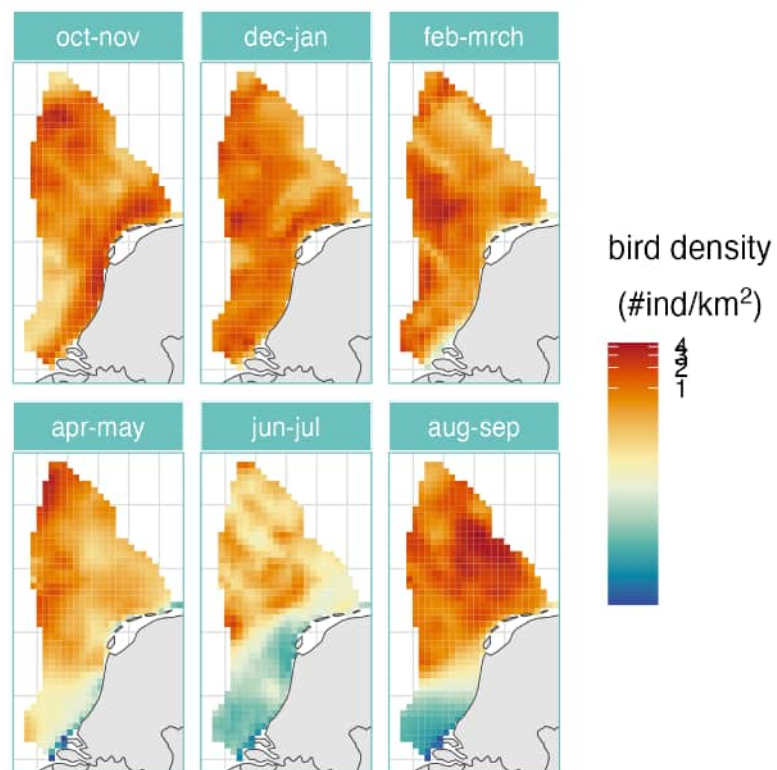 oct-nov
dec-jan
feb-mrch
bird density
(#ind/km²)
4
3
2
1
apr-may
jun-jul
aug-sep